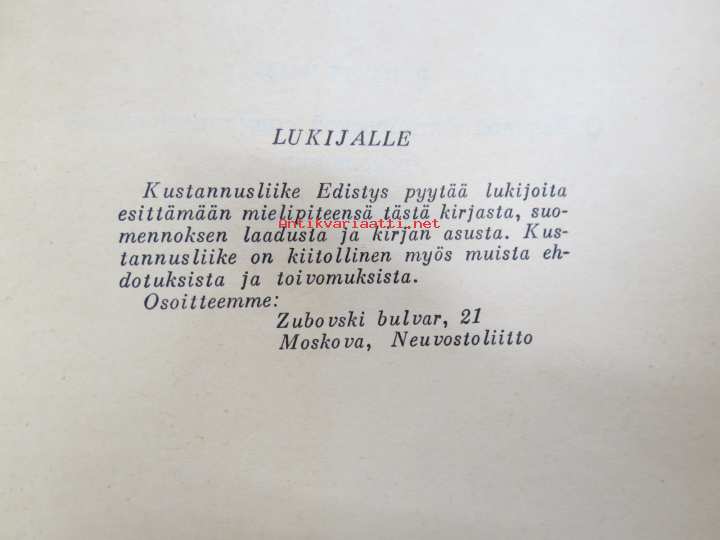 LUKIJALLE
Kustannusliike Edistys pyytää lukijoita
esittämään mielipiteensä tästä kirjasta, suo-
mennoksen laadusta ja kirjan asusta. Kus-
tannusliike on kiitollinen myös muista eh-
dotuksista ja toivomuksista.
Osoitteemme:
Zubovski bulvar, 21
Moskova, Neuvostoliitto
Antikvariaatti.net